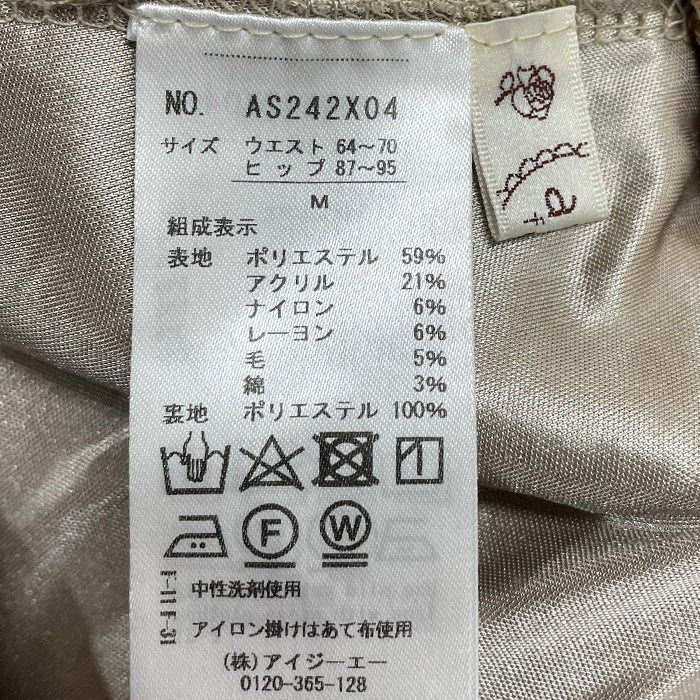 NO. AS242X04
サイズ ウエスト 64～70
ヒップ 87～95
M
組成表示
表地 ポリエステル 59%
アクリル 21%
ナイロン 6%
レーヨン 6%
毛 5%
綿 3%
裏地 ポリエステル 100%
F W
中性洗剤使用
アイロン掛けはあて布使用
(株)アイジーエー
0120-365-128